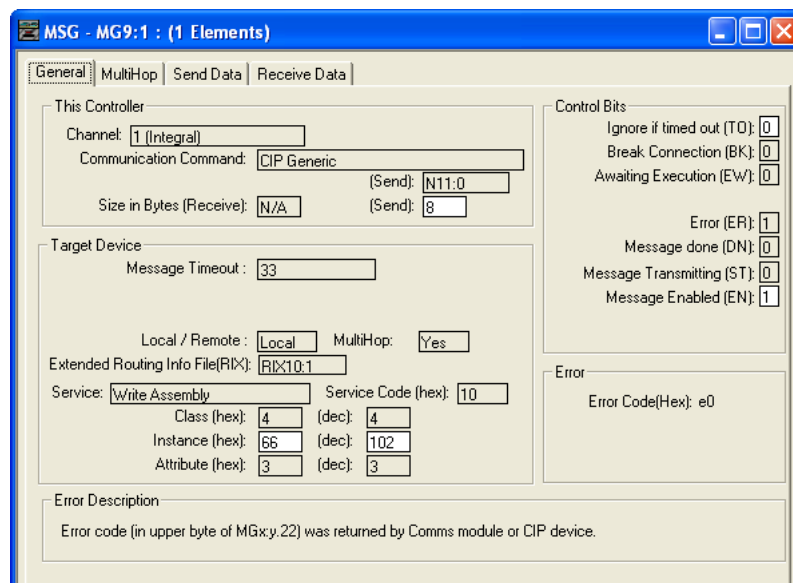 MSG - MG9:1 : (1 Elements)
General MultiHop Send Data Receive Data
This Controller
Channel: 1 (Integral)
Communication Command: CIP Generic
(Send): N11:0
Size in Bytes (Receive): N/A (Send): 8
Target Device
Message Timeout : 33
Local / Remote : Local MultiHop: Yes
Extended Routing Info File(RIX): RIX10:1
Service: Write Assembly Service Code (hex): 10
Class (hex): 4 (dec): 4
Instance (hex): 66 (dec): 102
Attribute (hex): 3 (dec): 3
Control Bits
Ignore if timed out (TO): 0
Break Connection (BK): 0
Awaiting Execution (EW): 0
Error (ER): 1
Message done (DN): 0
Message Transmitting (ST): 0
Message Enabled (EN): 1
Error
Error Code(Hex): e0
Error Description
Error code (in upper byte of MGx:y.22) was returned by Comms module or CIP device.